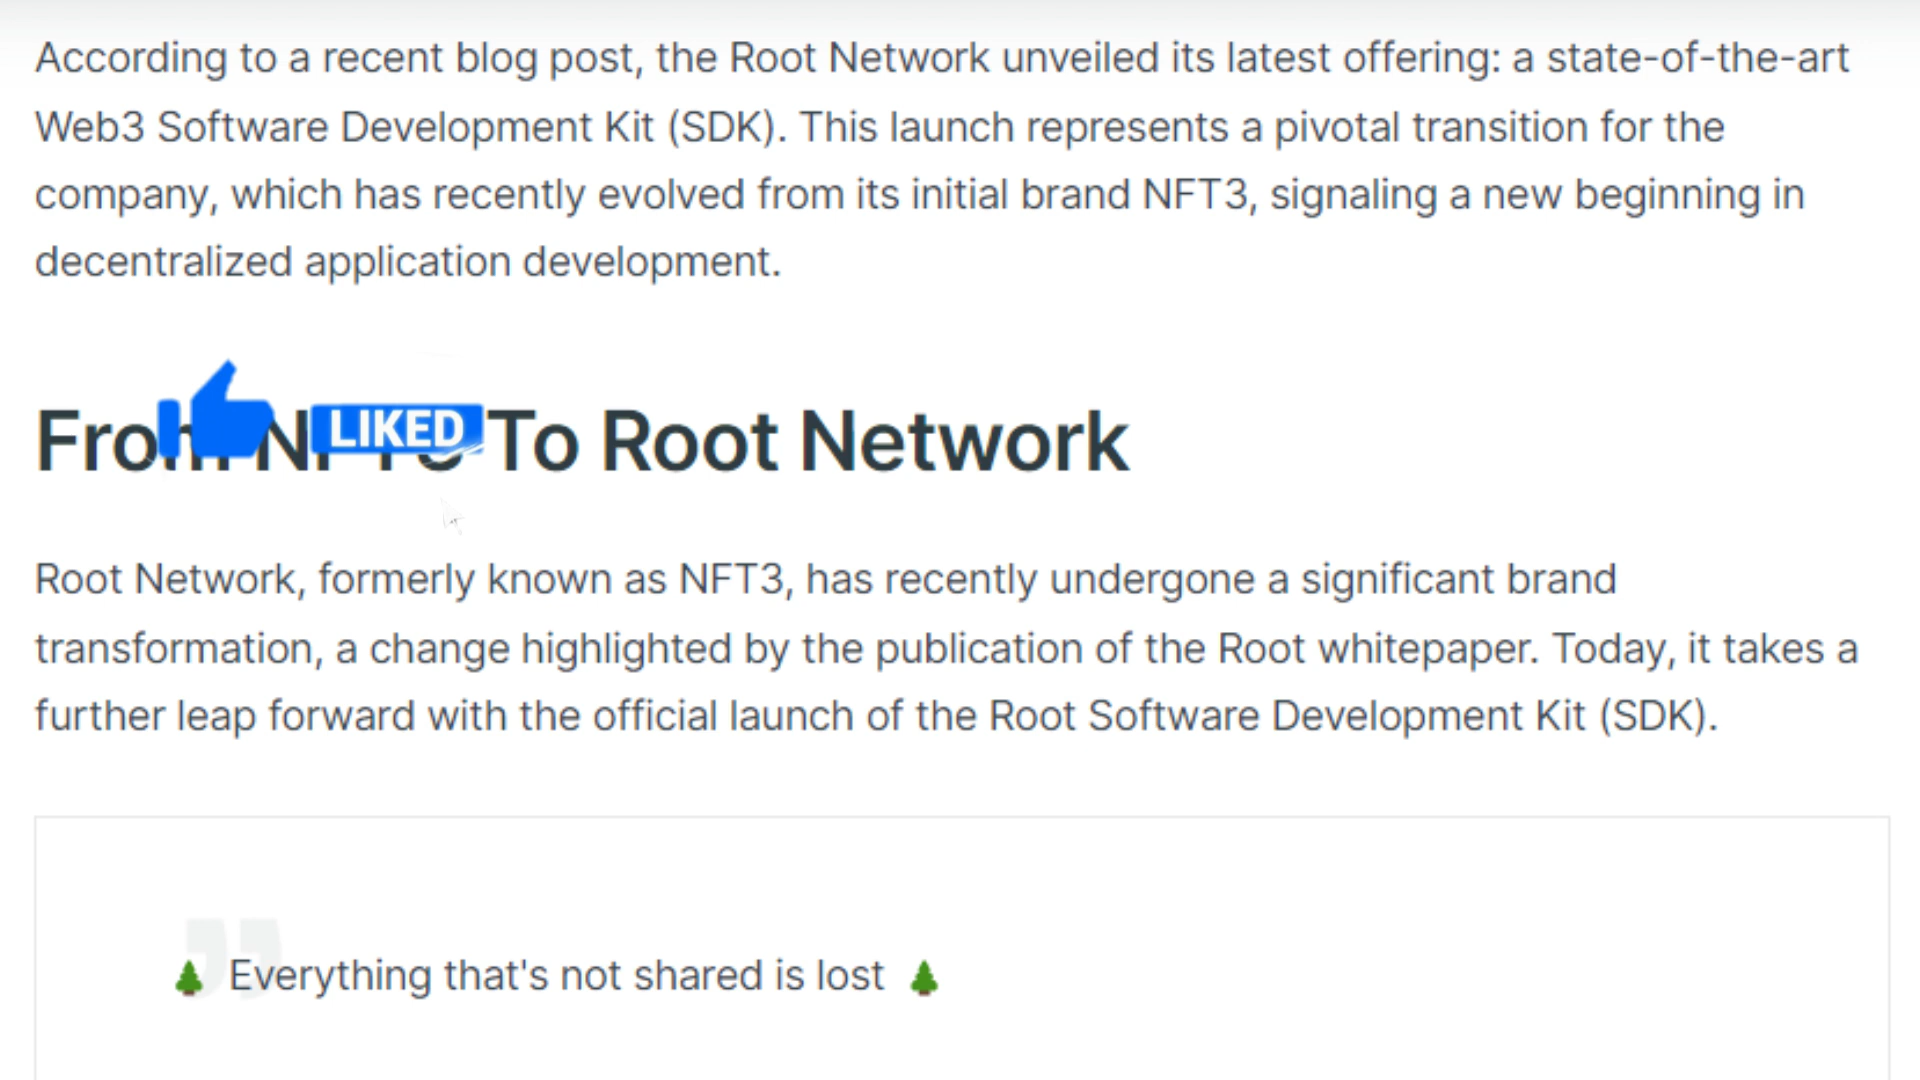 According to a recent blog post, the Root Network unveiled its latest offering: a state-of-the-art
Web3 Software Development Kit (SDK). This launch represents a pivotal transition for the
company, which has recently evolved from its initial brand NFT3, signaling a new beginning in
decentralized application development.
From NFT3 To Root Network
LIKED
Root Network, formerly known as NFT3, has recently undergone a significant brand
transformation, a change highlighted by the publication of the Root whitepaper. Today, it takes a
further leap forward with the official launch of the Root Software Development Kit (SDK).
🌲 Everything that's not shared is lost 🌲